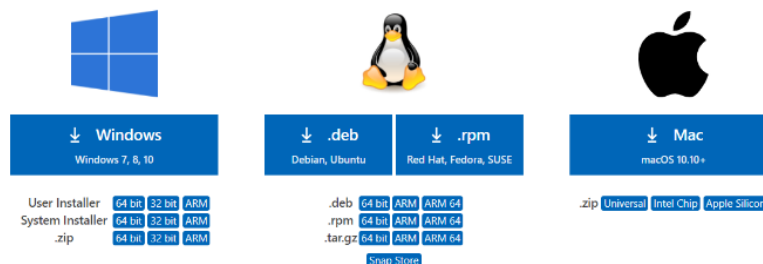 Windows
Windows 7, 8, 10
User Installer 64 bit 32 bit ARM
System Installer 64 bit 32 bit ARM
.zip 64 bit 32 bit ARM
.deb
Debian, Ubuntu
.rpm
Red Hat, Fedora, SUSE
.deb 64 bit ARM ARM 64
.rpm 64 bit ARM ARM 64
.tar.gz 64 bit ARM ARM 64
Snap Store
Mac
macOS 10.10+
.zip Universal Intel Chip Apple Silicon